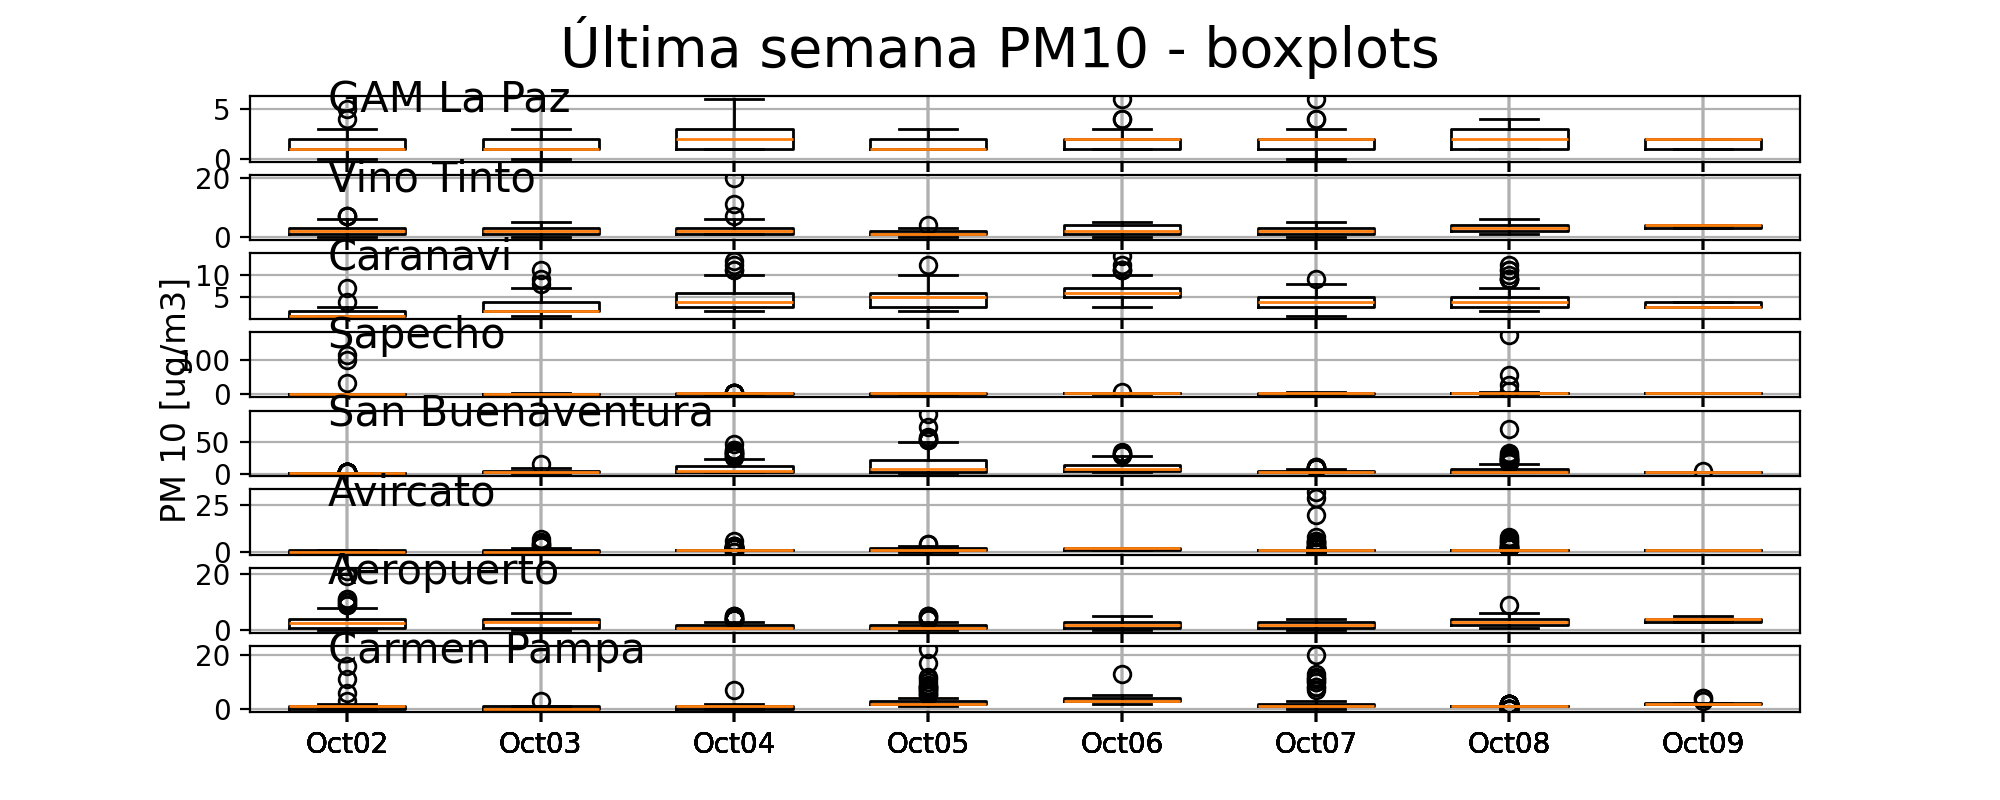 Última semana PM10 - boxplots
GAM La Paz
5
0
Vino Tinto
20
0
Caranavi
10
5
Sapecho
100
0
San Buenaventura
50
0
Avircato
25
0
Aeropuerto
20
0
Carmen Pampa
20
0
PM 10 [ug/m3]
Oct02 Oct03 Oct04 Oct05 Oct06 Oct07 Oct08 Oct09